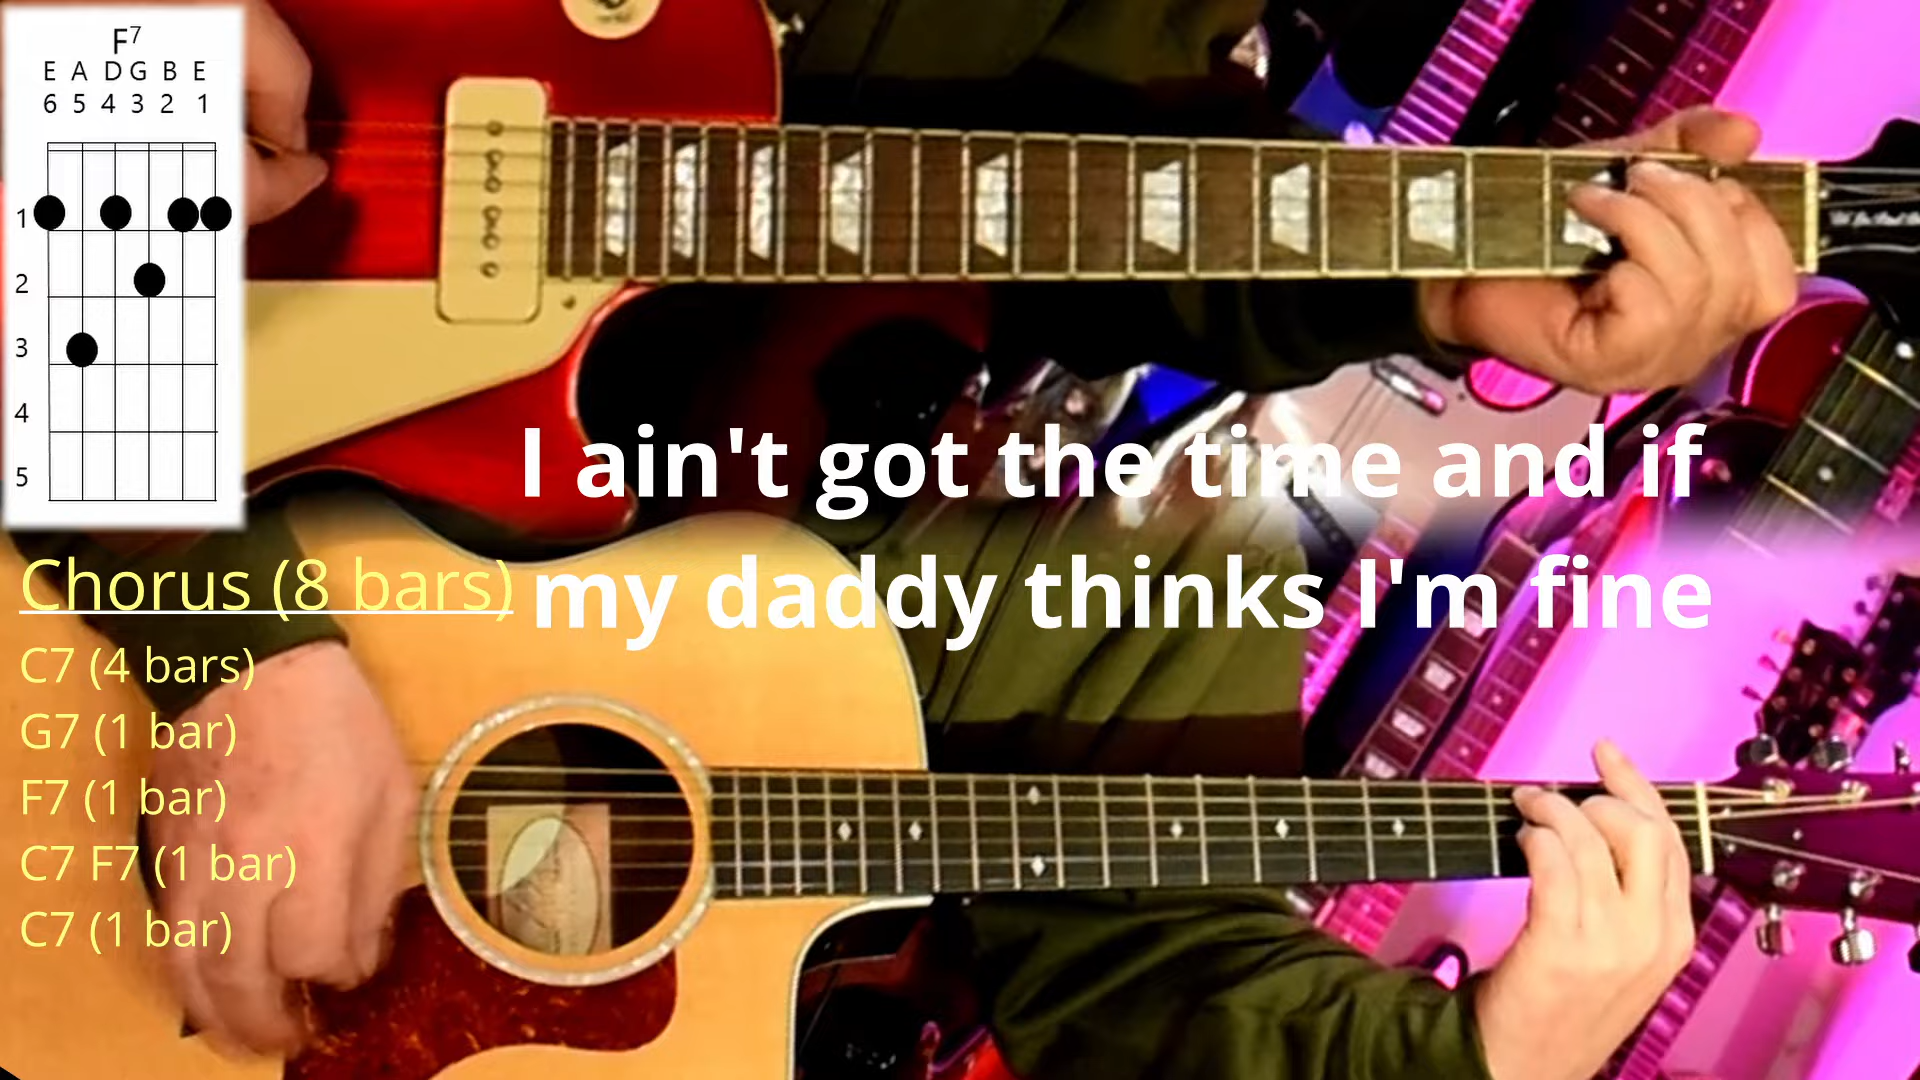 F7
E A D G B E
6 5 4 3 2 1
1
2
3
4
5
I ain't got the time and if
my daddy thinks I'm fine
Chorus (8 bars)
C7 (4 bars)
G7 (1 bar)
F7 (1 bar)
C7 F7 (1 bar)
C7 (1 bar)